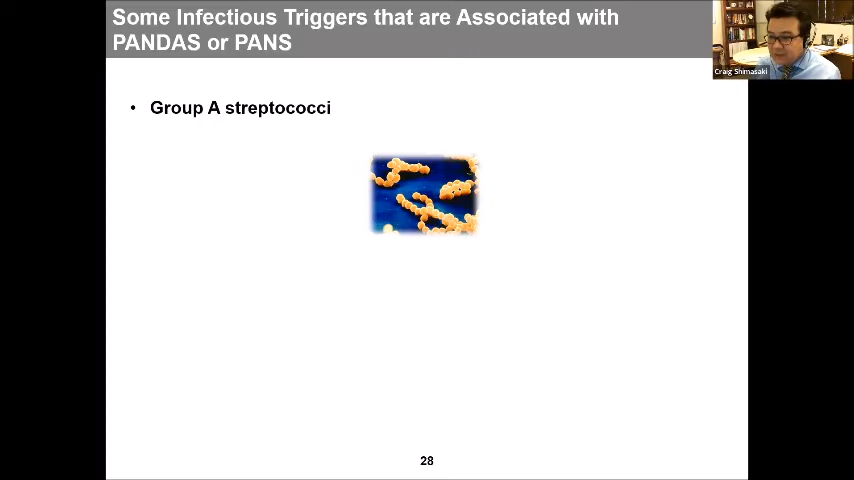 Some Infectious Triggers that are Associated with
PANDAS or PANS
Craig Shimasaki
• Group A streptococci
28